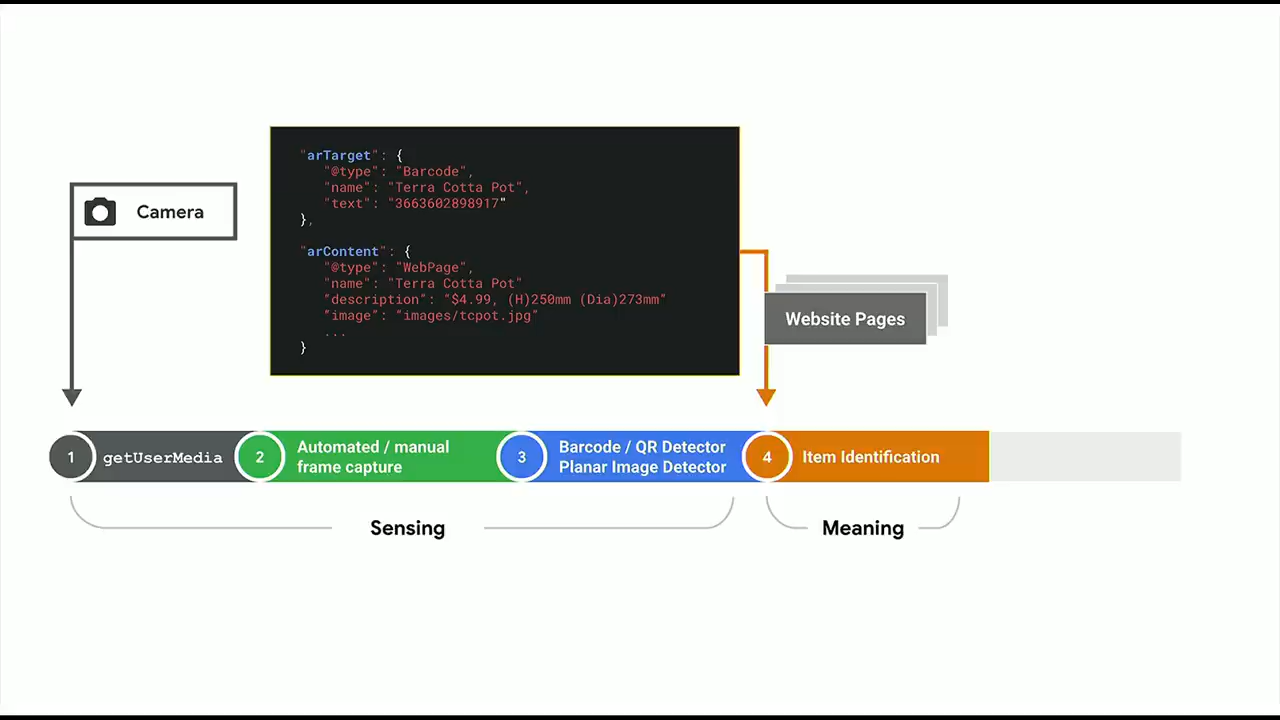 "arTarget": {
"@type": "Barcode",
"name": "Terra Cotta Pot",
"text": "3663602898917"
},
"arContent": {
"@type": "WebPage",
"name": "Terra Cotta Pot"
"description": "$4.99, (H)250mm (Dia)273mm"
"image": "images/tcpot.jpg"
...
}
Camera
Website Pages
1 getUserMedia
2 Automated / manual
frame capture
3 Barcode / QR Detector
Planar Image Detector
4 Item Identification
Sensing
Meaning